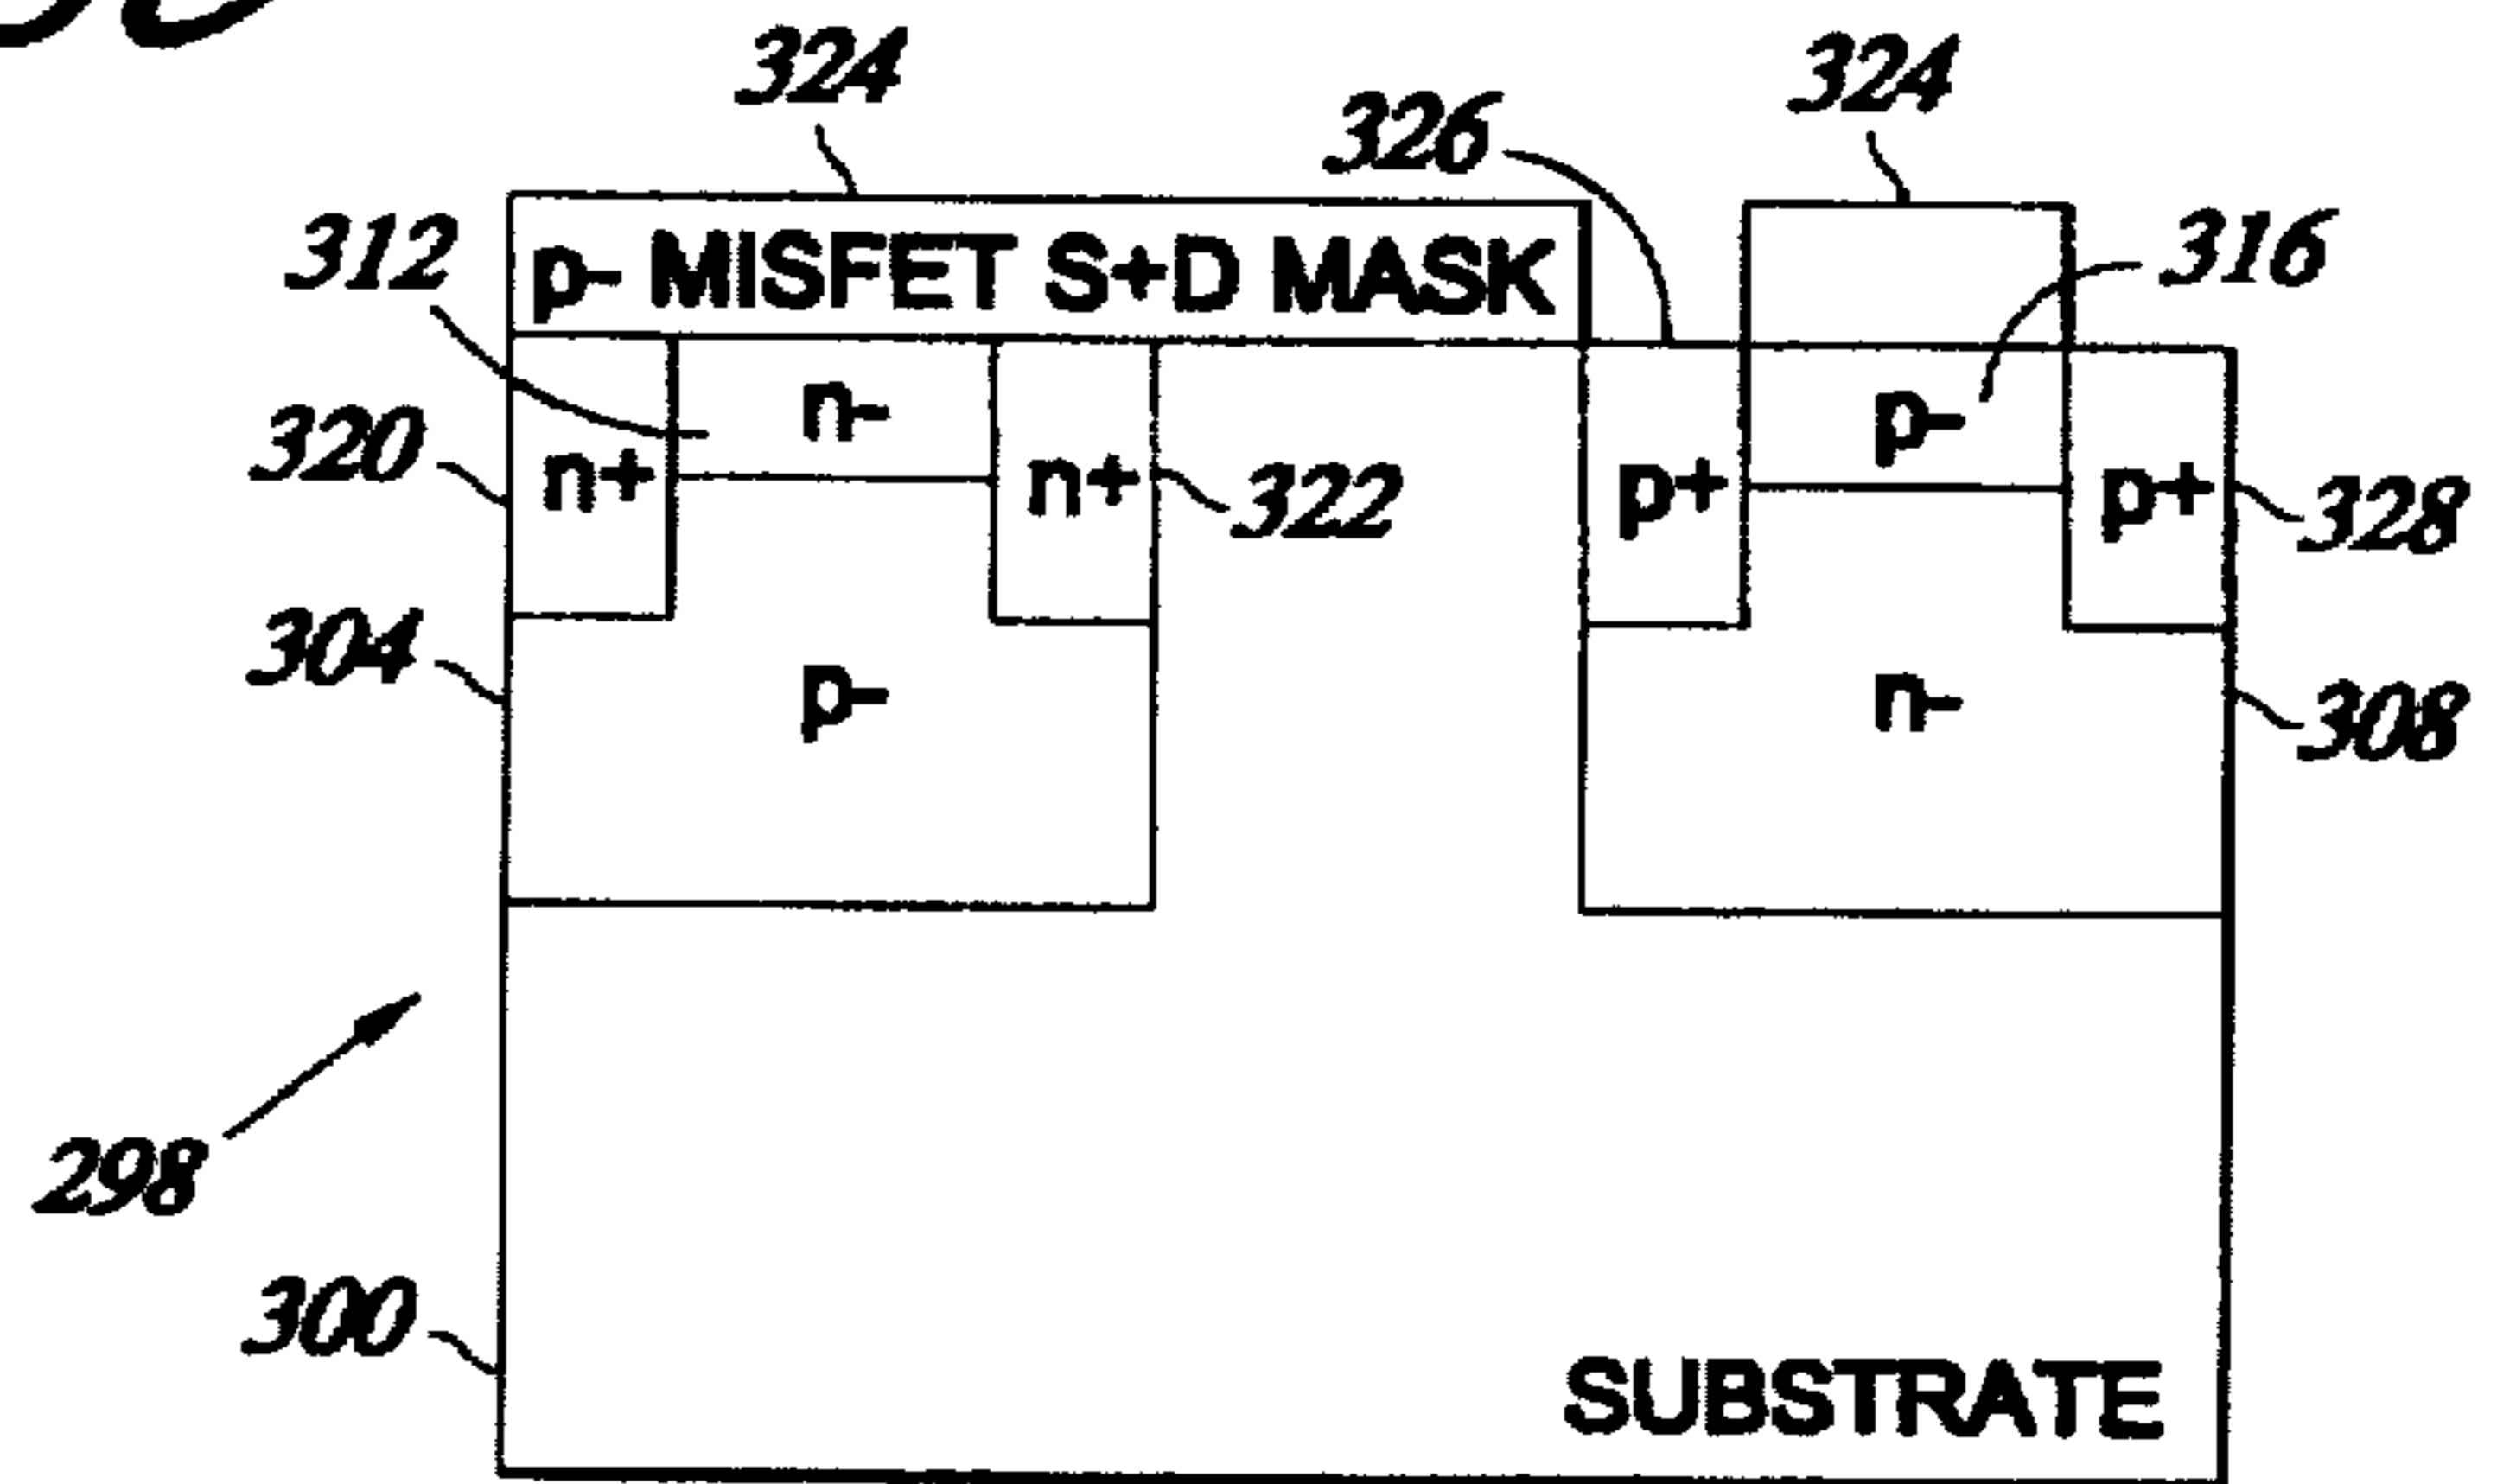 324
324
326
312
316
p- MISFET S+D MASK
n-
p-
320
n+
n+
322
p+
p+
328
304
p-
n-
308
298
300
SUBSTRATE